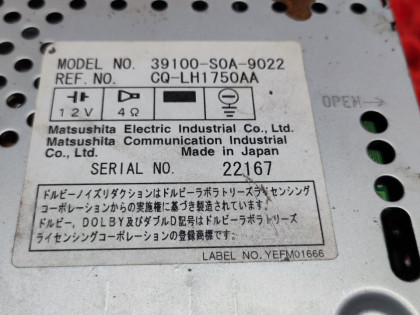 MODEL NO. 39100-S0A-9022
REF. NO. CQ-LH1750AA
12V 4Ω
Matsushita Electric Industrial Co., Ltd.
Matsushita Communication Industrial
Co., Ltd. Made in Japan
SERIAL NO. 22167
ドルビーノイズリダクションはドルビーラボラトリーズライセンシング
コーポレーションからの実施権に基づき製造されています。
ドルビー、DOLBY及びダブルD記号はドルビーラボラトリーズ
ライセンシングコーポレーションの登録商標です。
LABEL NO. YEFM01666
OPEN